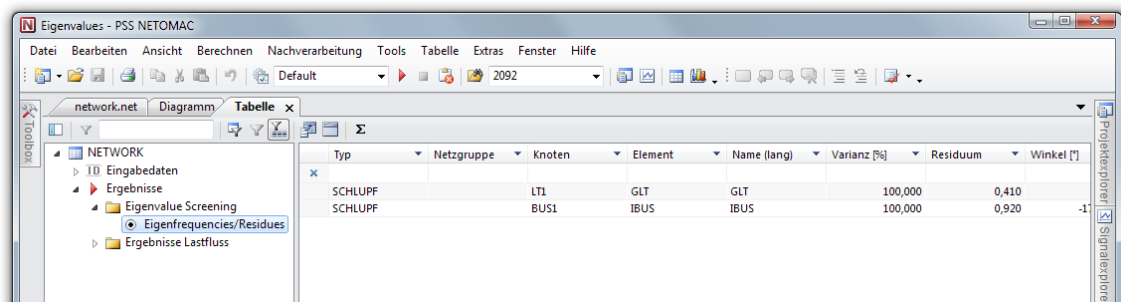 Eigenvalues - PSS NETOMAC
Datei Bearbeiten Ansicht Berechnen Nachverarbeitung Tools Tabelle Extras Fenster Hilfe
Default 2092
network.net Diagramm Tabelle x
Toolbox
Σ
NETWORK
ID Eingabedaten
Ergebnisse
Eigenvalue Screening
Eigenfrequencies/Residues
Ergebnisse Lastfluss
Typ Netzgruppe Knoten Element Name (lang) Varianz [%] Residuum Winkel [°]
SCHLUPF LT1 GLT GLT 100,000 0,410
SCHLUPF BUS1 IBUS IBUS 100,000 0,920 -17
Projektexplorer
Signalexplore